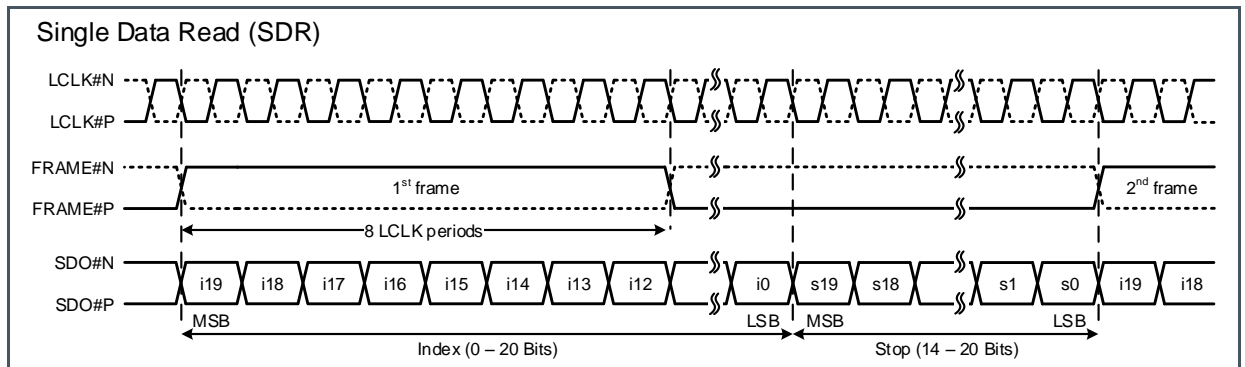 Single Data Read (SDR)
LCLK#N
LCLK#P
FRAME#N
1st frame
2nd frame
FRAME#P
8 LCLK periods
SDO#N
i19 i18 i17 i16 i15 i14 i13 i12 i0 s19 s18 s1 s0 i19 i18
SDO#P
MSB LSB MSB LSB
Index (0 – 20 Bits) Stop (14 – 20 Bits)